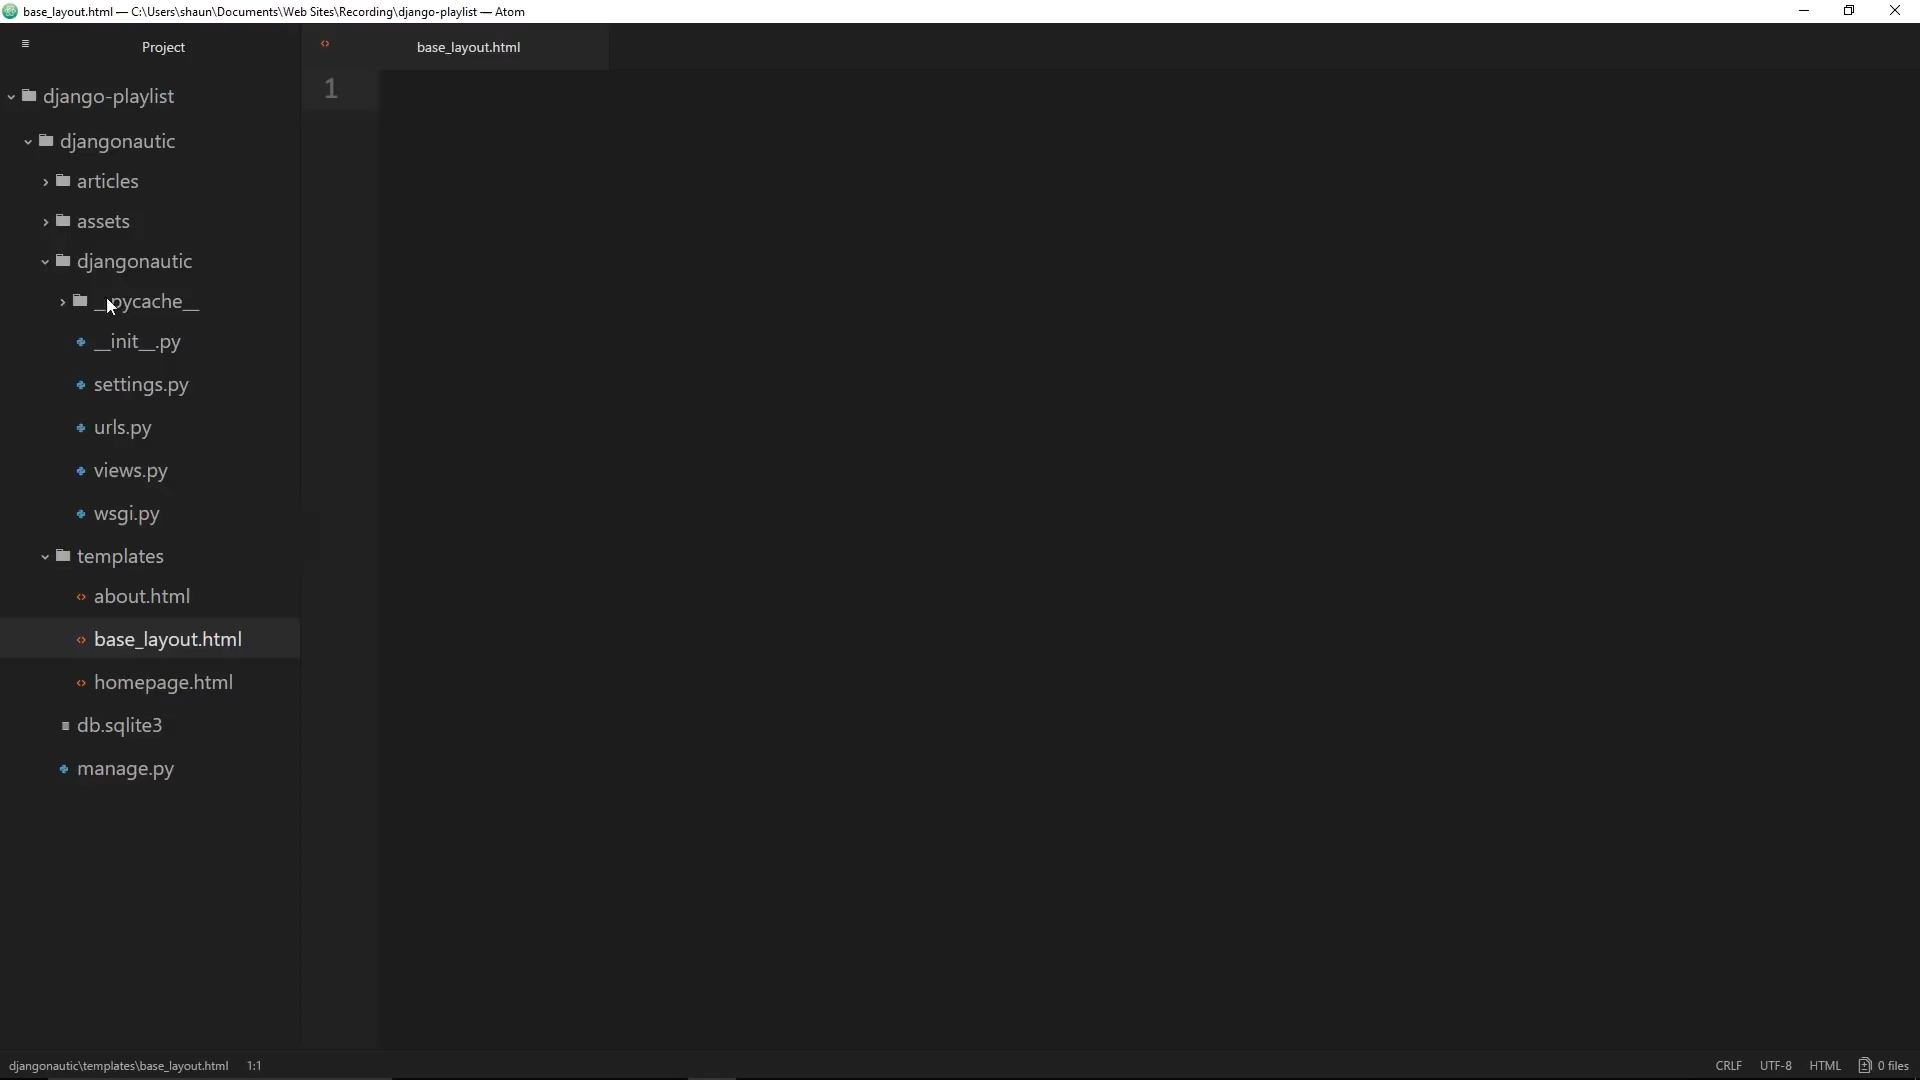 base_layout.html — C:\Users\shaun\Documents\Web Sites\Recording\django-playlist — Atom
Project
base_layout.html
1
django-playlist
djangonautic
articles
assets
djangonautic
__pycache__
__init__.py
settings.py
urls.py
views.py
wsgi.py
templates
about.html
base_layout.html
homepage.html
db.sqlite3
manage.py
djangonautic\templates\base_layout.html 1:1 CRLF UTF-8 HTML 0 files